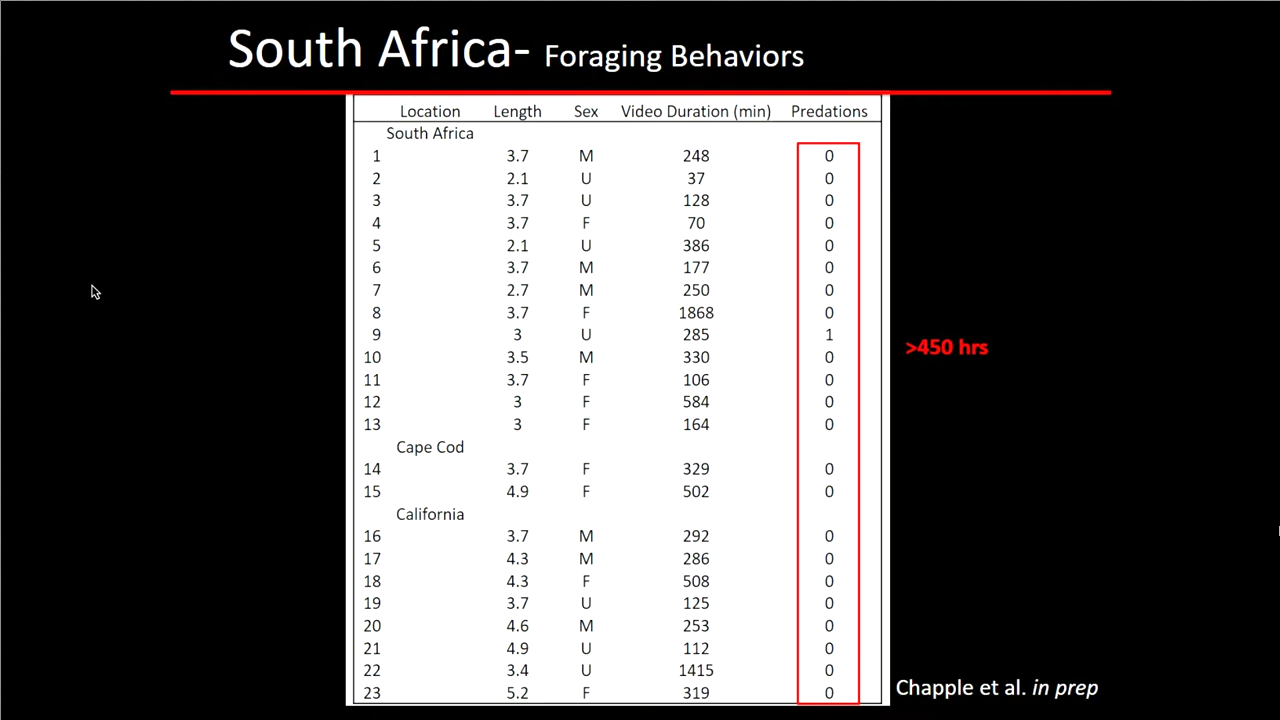 South Africa- Foraging Behaviors
Location Length Sex Video Duration (min) Predations
South Africa
1 3.7 M 248 0
2 2.1 U 37 0
3 3.7 U 128 0
4 3.7 F 70 0
5 2.1 U 386 0
6 3.7 M 177 0
7 2.7 M 250 0
8 3.7 F 1868 0
9 3 U 285 1
10 3.5 M 330 0
11 3.7 F 106 0
12 3 F 584 0
13 3 F 164 0
Cape Cod
14 3.7 F 329 0
15 4.9 F 502 0
California
16 3.7 M 292 0
17 4.3 M 286 0
18 4.3 F 508 0
19 3.7 U 125 0
20 4.6 M 253 0
21 4.9 U 112 0
22 3.4 U 1415 0
23 5.2 F 319 0
>450 hrs
Chapple et al. in prep